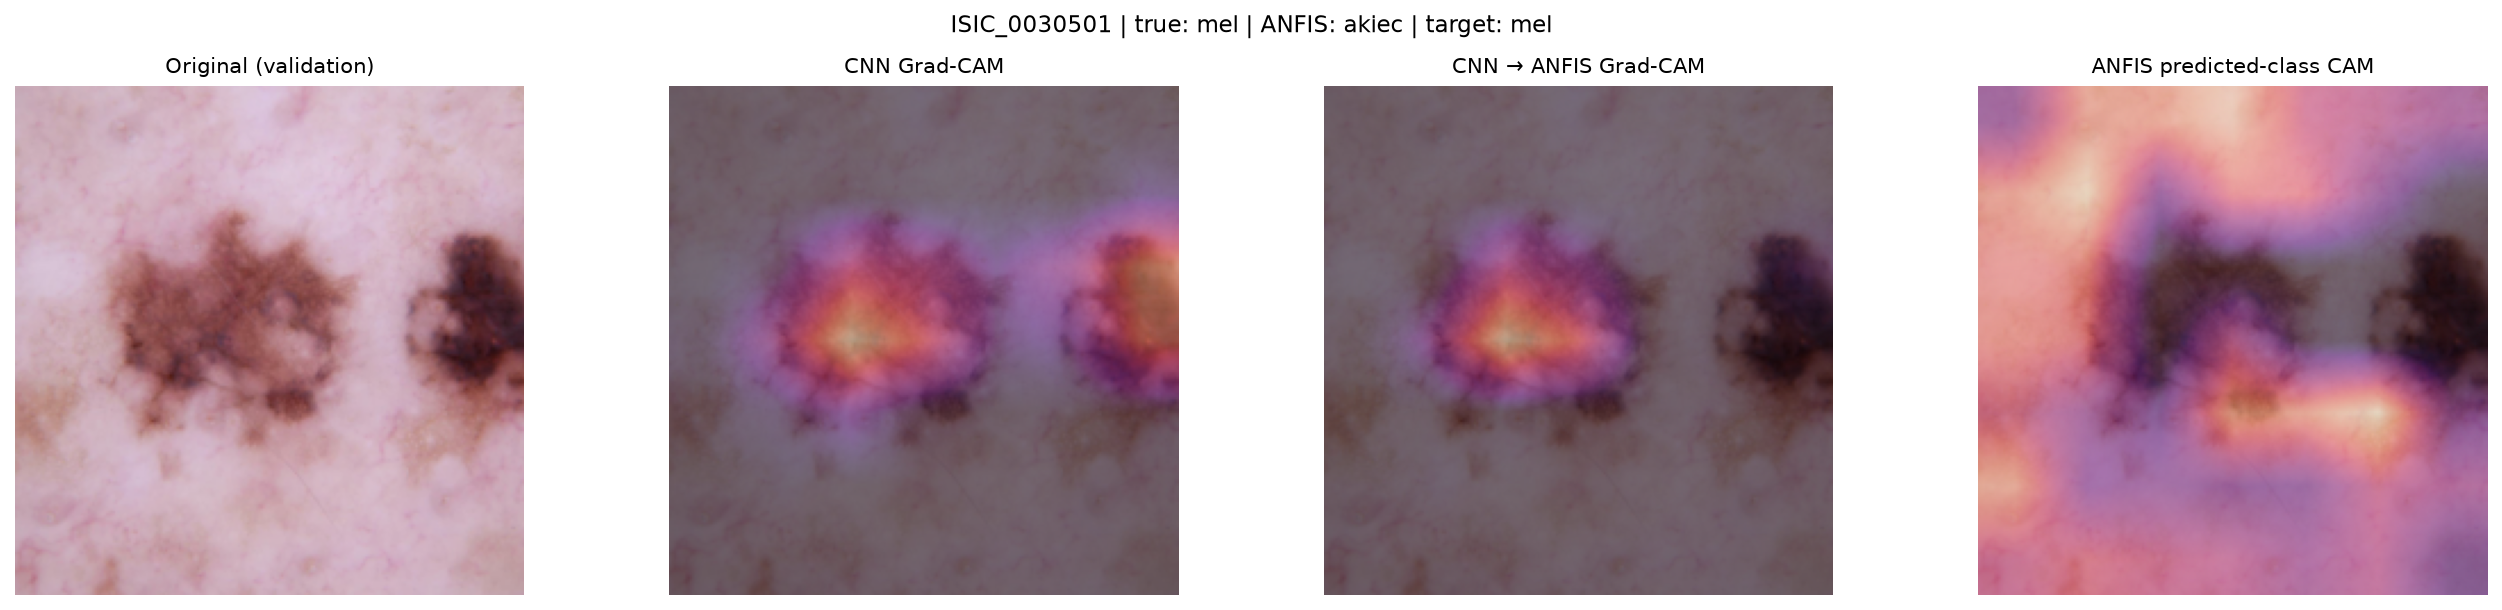 ISIC_0030501 | true: mel | ANFIS: akiec | target: mel
Original (validation)
CNN Grad-CAM
CNN → ANFIS Grad-CAM
ANFIS predicted-class CAM